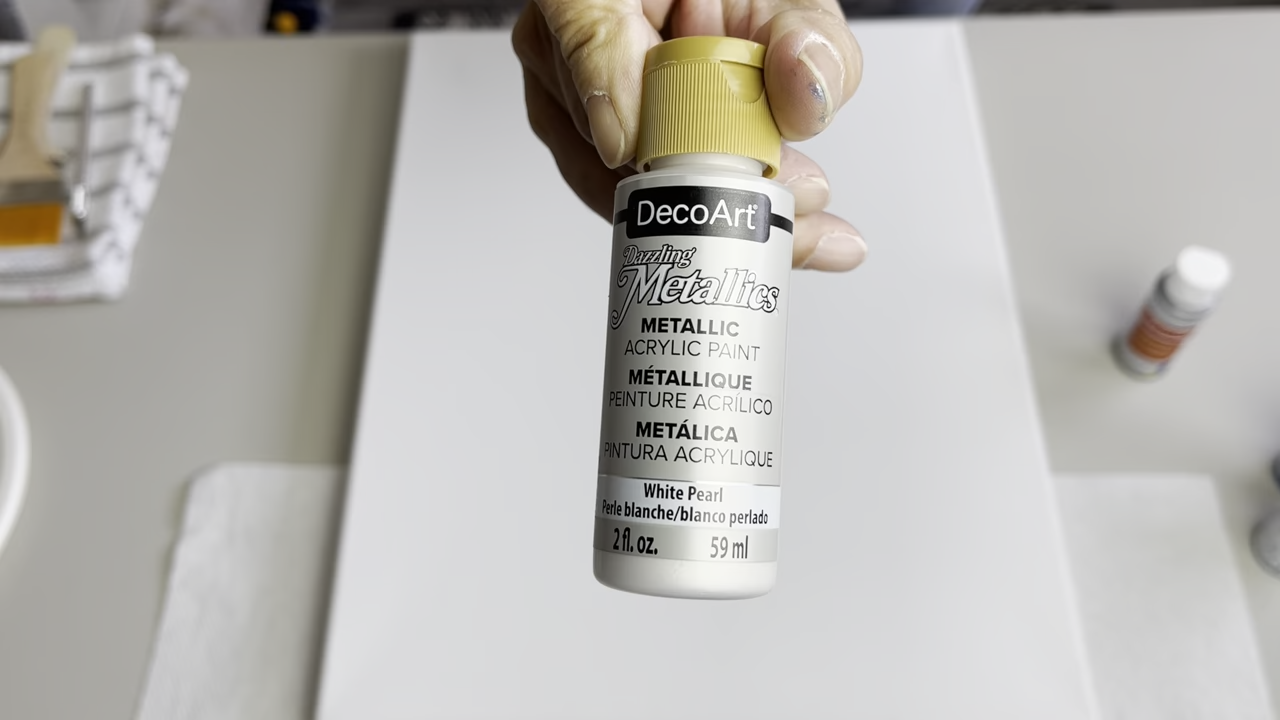 DecoArt
Dazzling
Metallics
METALLIC
ACRYLIC PAINT
MÉTALLIQUE
PEINTURE ACRÍLICO
METÁLICA
PINTURA ACRYLIQUE
White Pearl
Perle blanche/blanco perlado
2 fl. oz. 59 ml